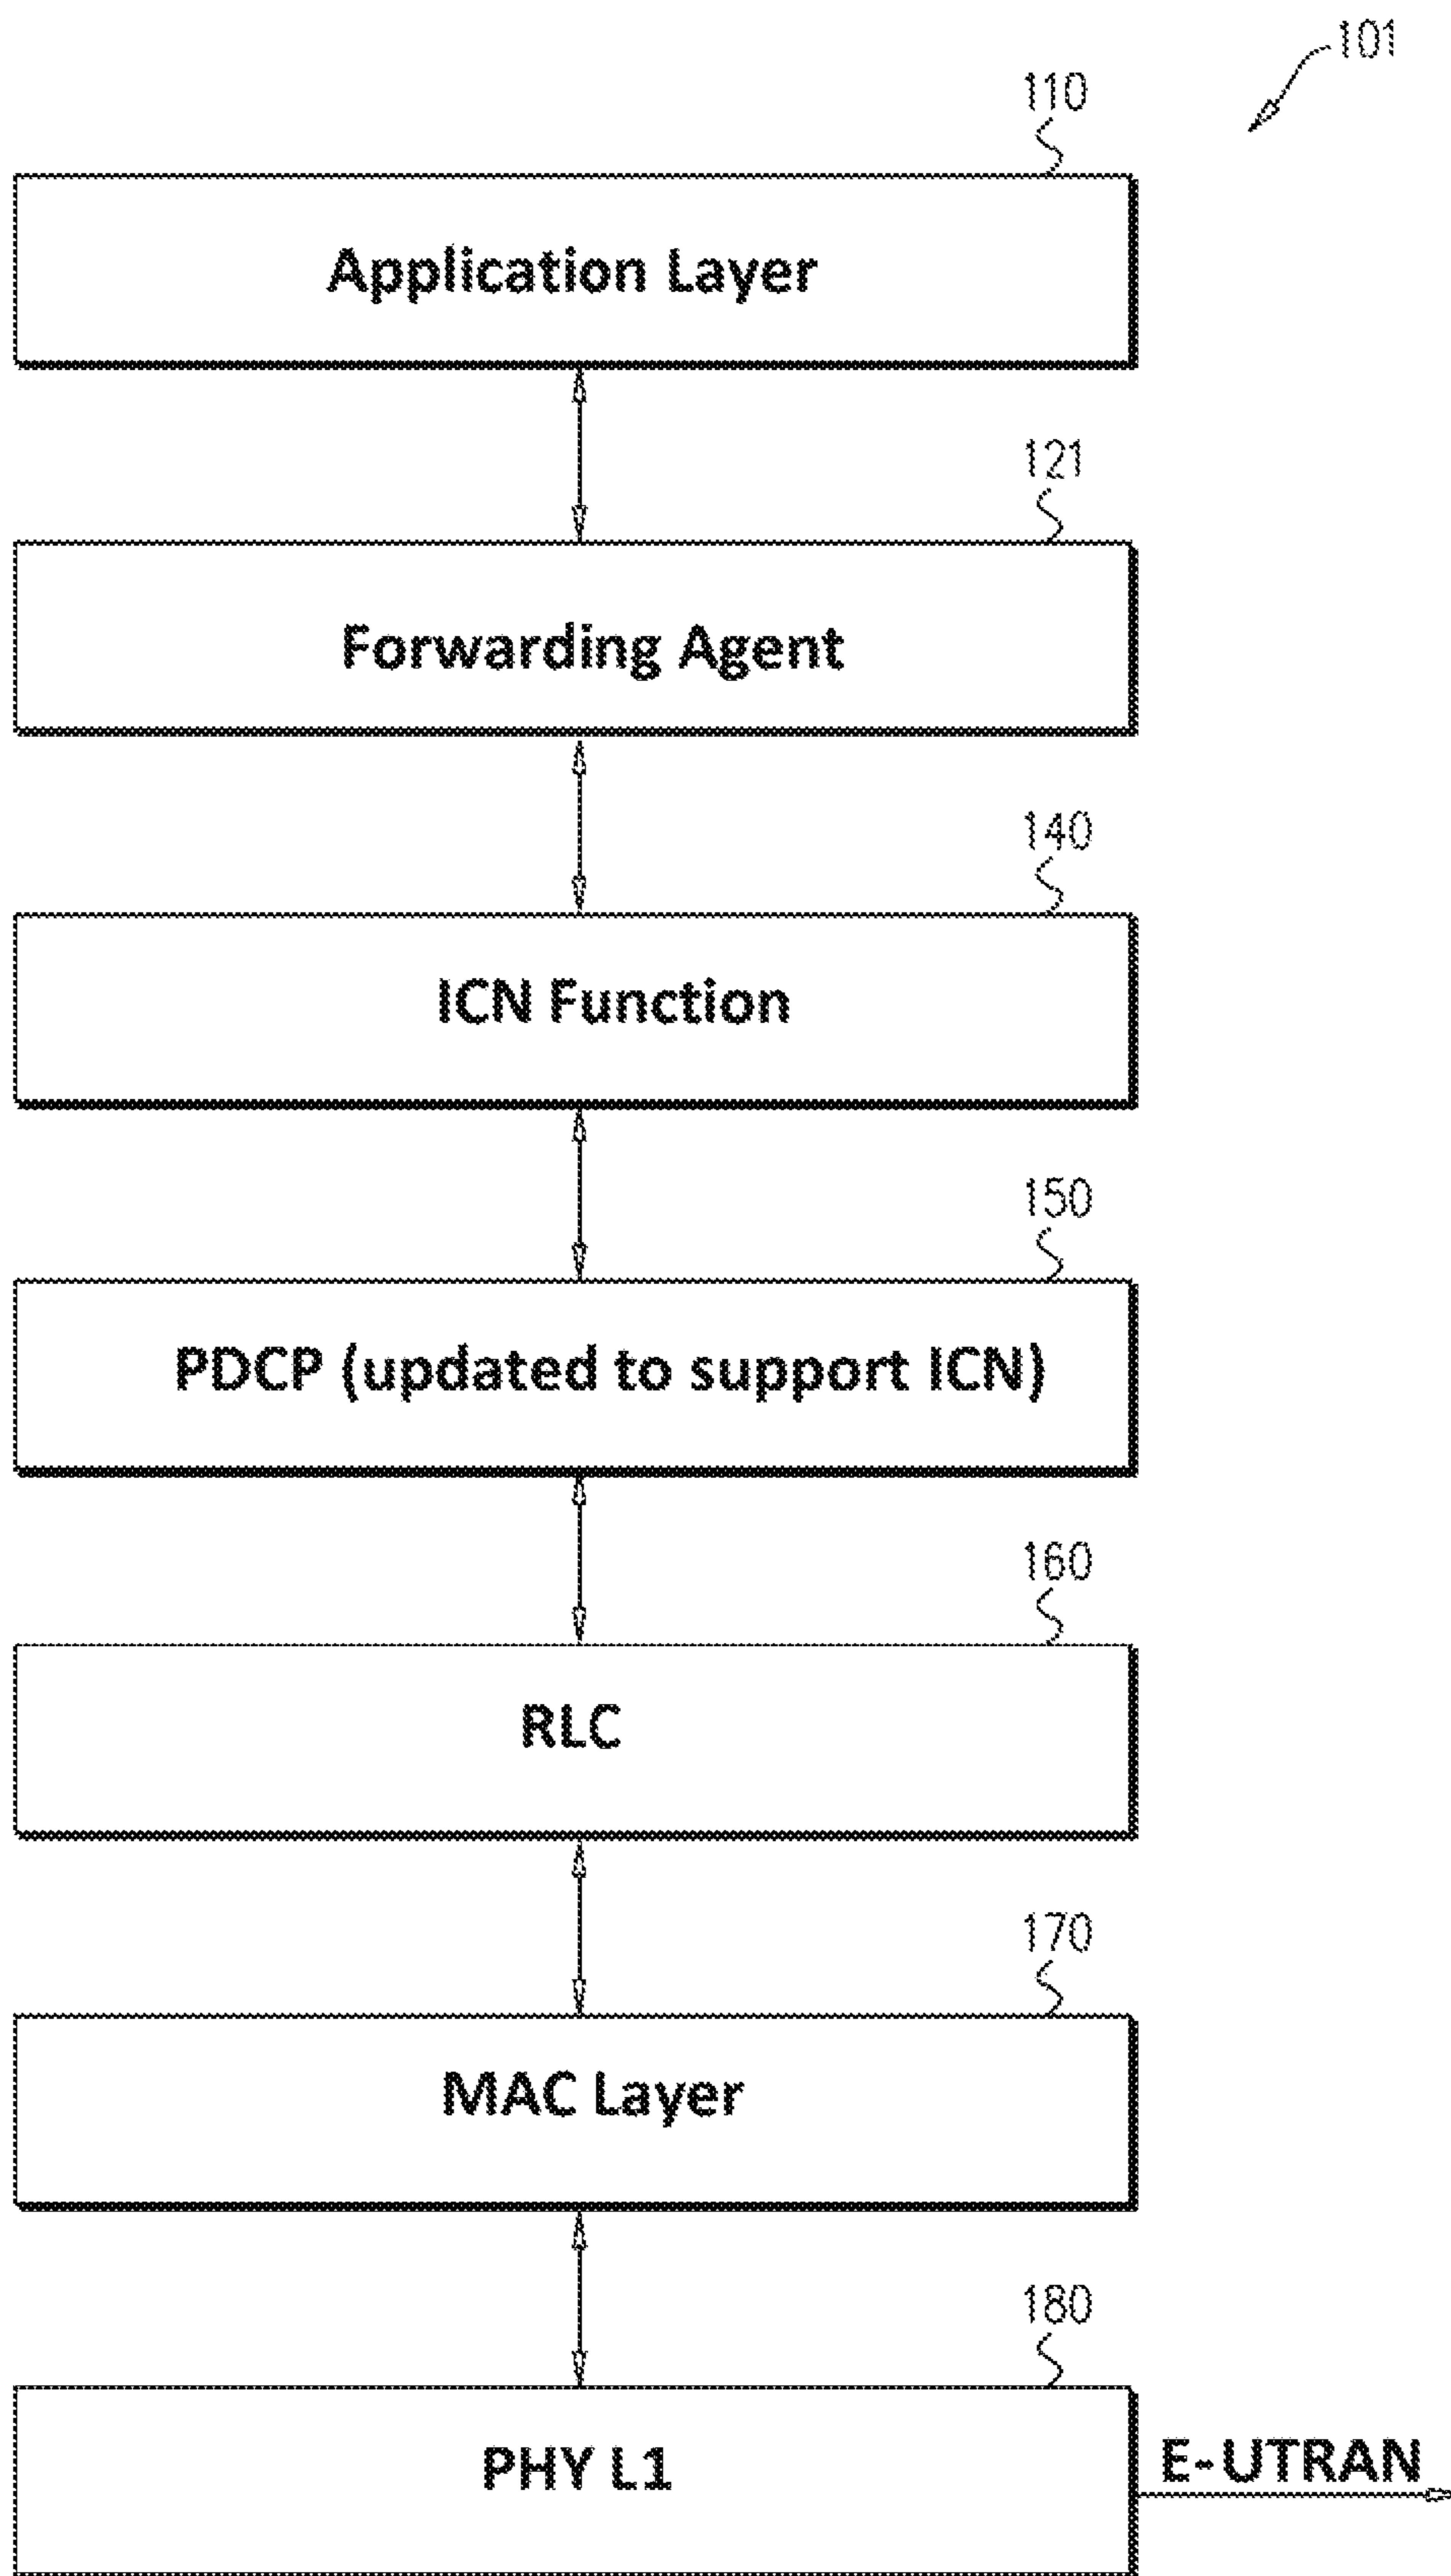 101
110
Application Layer
121
Forwarding Agent
140
ICN Function
150
PDCP (updated to support ICN)
160
RLC
170
MAC Layer
180
PHY L1
E-UTRAN